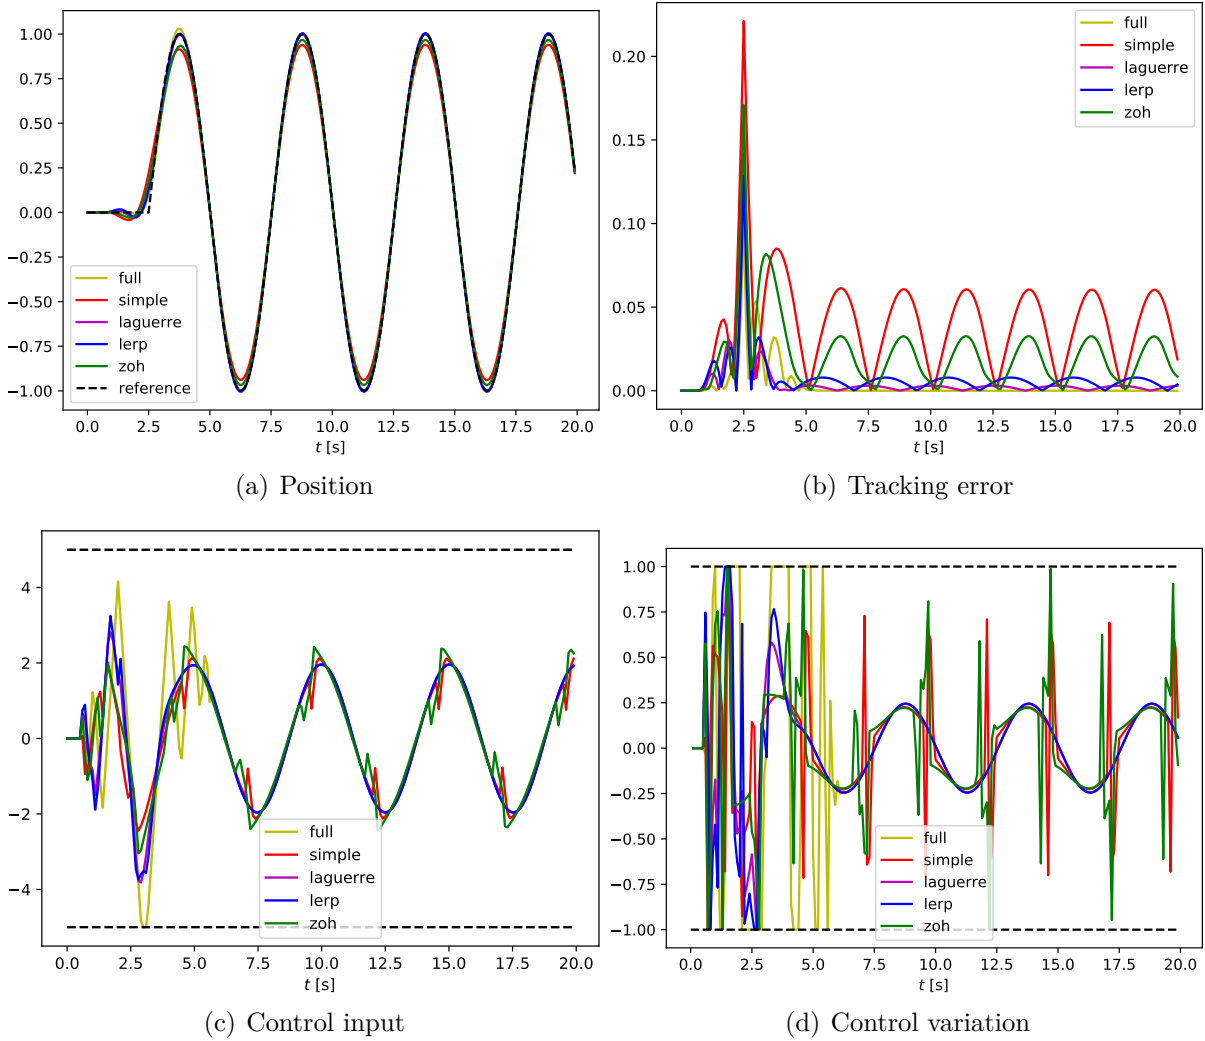 1.00
0.75
0.50
0.25
0.00
−0.25
−0.50
−0.75
−1.00
full
simple
laguerre
lerp
zoh
reference
0.0 2.5 5.0 7.5 10.0 12.5 15.0 17.5 20.0
t [s]
(a) Position
0.20
0.15
0.10
0.05
0.00
full
simple
laguerre
lerp
zoh
0.0 2.5 5.0 7.5 10.0 12.5 15.0 17.5 20.0
t [s]
(b) Tracking error
4
2
0
−2
−4
full
simple
laguerre
lerp
zoh
0.0 2.5 5.0 7.5 10.0 12.5 15.0 17.5 20.0
t [s]
(c) Control input
1.00
0.75
0.50
0.25
0.00
−0.25
−0.50
−0.75
−1.00
full
simple
laguerre
lerp
zoh
0.0 2.5 5.0 7.5 10.0 12.5 15.0 17.5 20.0
t [s]
(d) Control variation